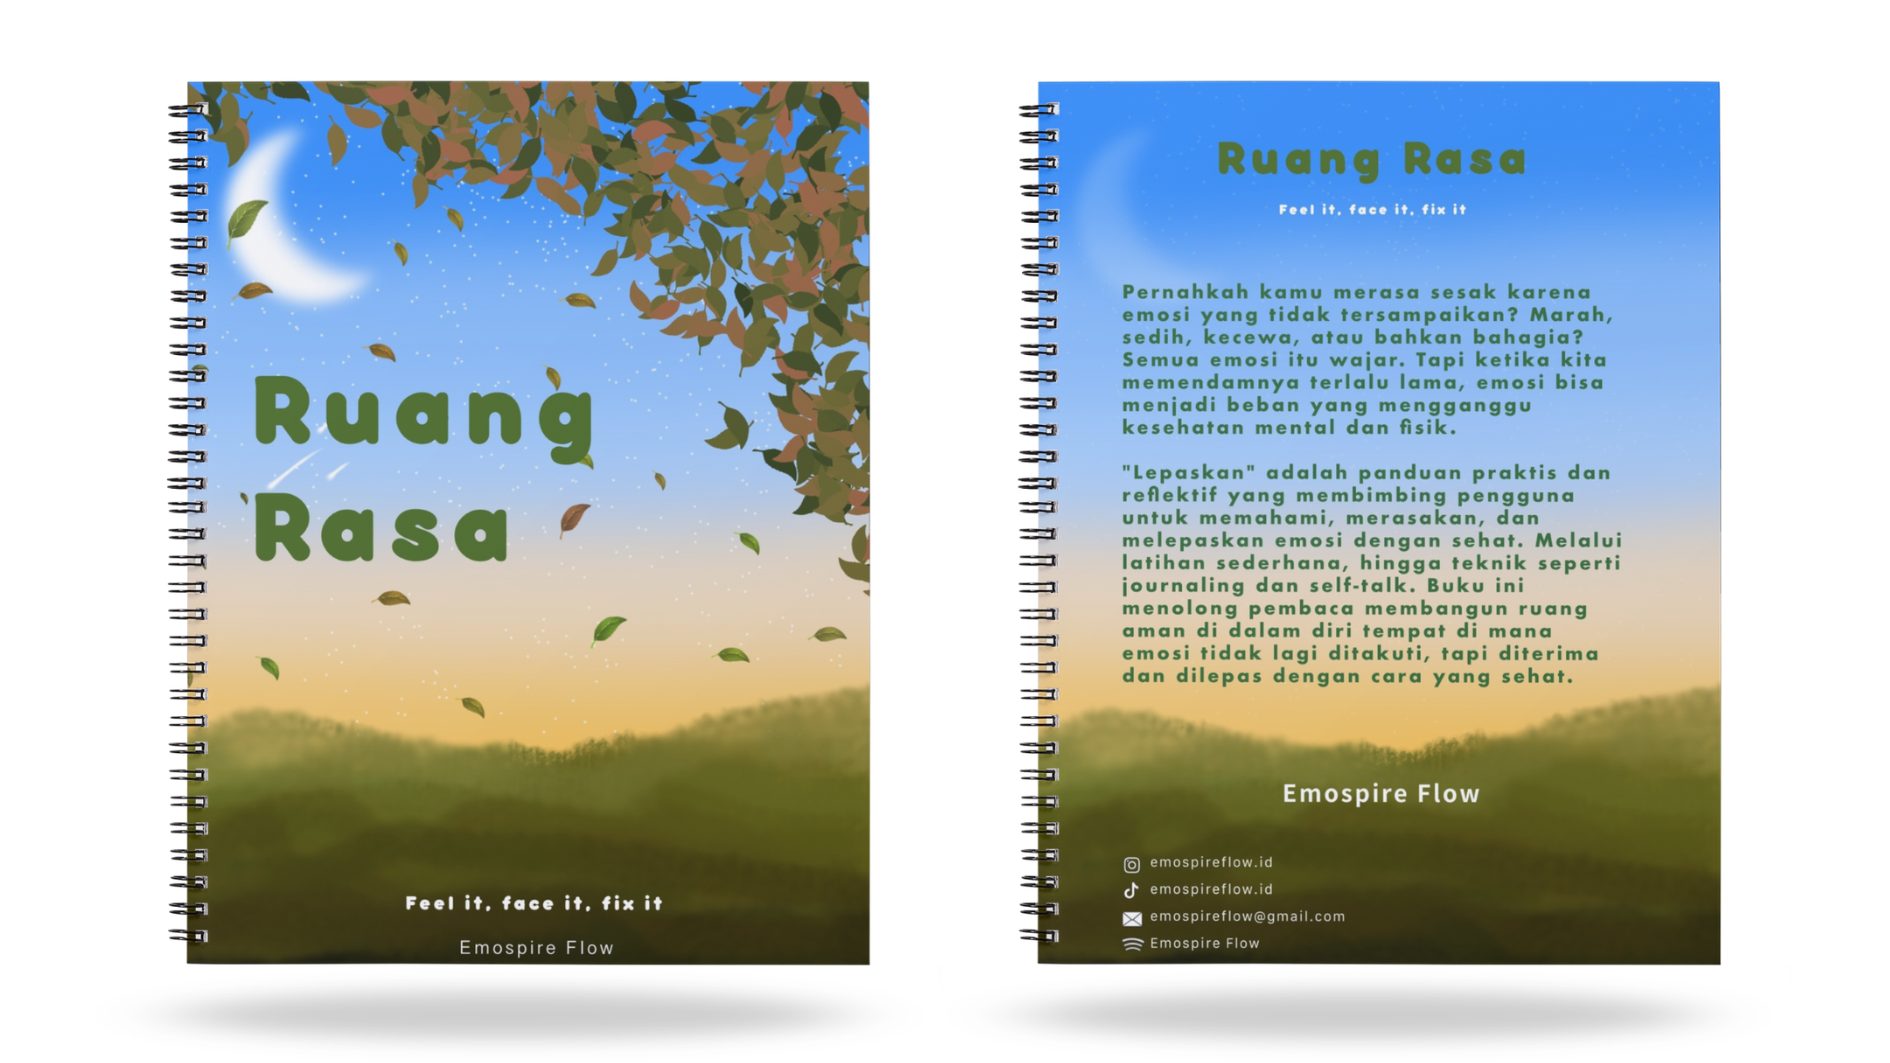 Ruang
Rasa
Feel it, face it, fix it
Emospire Flow
Ruang Rasa
Feel it, face it, fix it
Pernahkah kamu merasa sesak karena
emosi yang tidak tersampaikan? Marah,
sedih, kecewa, atau bahkan bahagia?
Semua emosi itu wajar. Tapi ketika kita
memendamnya terlalu lama, emosi bisa
menjadi beban yang mengganggu
kesehatan mental dan fisik.
"Lepaskan" adalah panduan praktis dan
reflektif yang membimbing pengguna
untuk memahami, merasakan, dan
melepaskan emosi dengan sehat. Melalui
latihan sederhana, hingga teknik seperti
journaling dan self-talk. Buku ini
menolong pembaca membangun ruang
aman di dalam diri tempat di mana
emosi tidak lagi ditakuti, tapi diterima
dan dilepas dengan cara yang sehat.
Emospire Flow
emospireflow.id
emospireflow.id
emospireflow@gmail.com
Emospire Flow